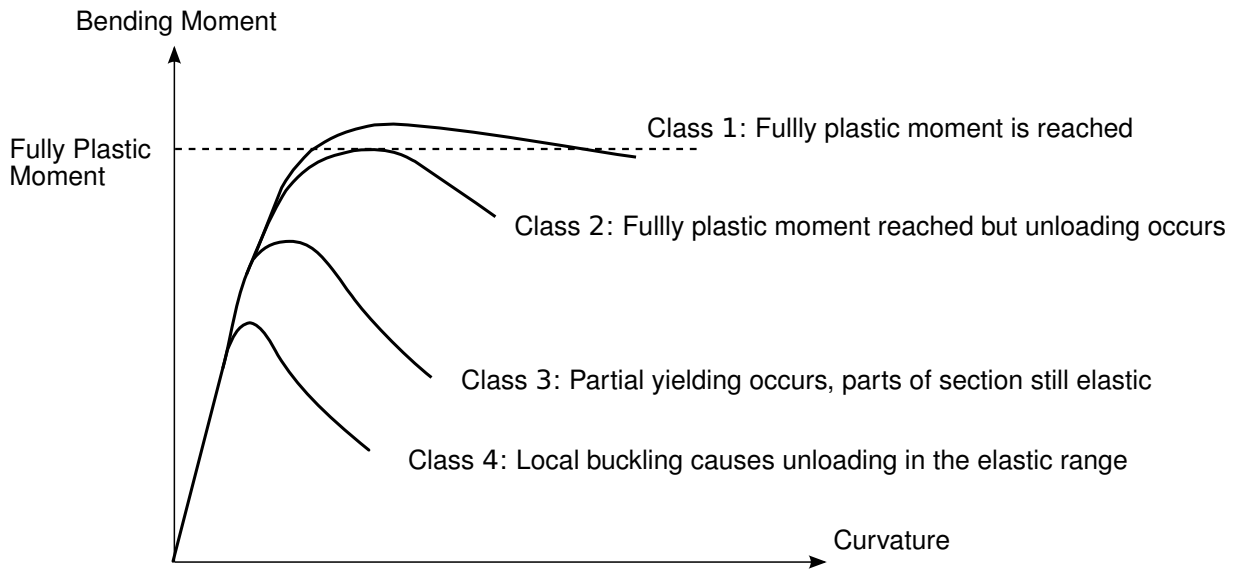 Bending Moment
Fully Plastic
Moment
Class 1: Fullly plastic moment is reached
Class 2: Fullly plastic moment reached but unloading occurs
Class 3: Partial yielding occurs, parts of section still elastic
Class 4: Local buckling causes unloading in the elastic range
Curvature